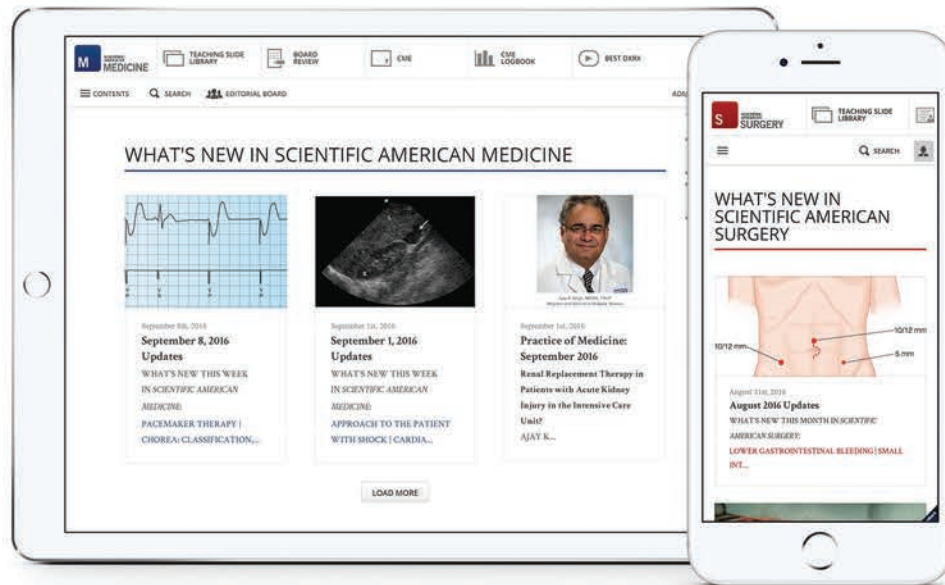 M
SCIENTIFIC
AMERICAN
MEDICINE
TEACHING SLIDE
LIBRARY
BOARD
REVIEW
CME
CME
LOGBOOK
BEST DXRX
CONTENTS
SEARCH
EDITORIAL BOARD
WHAT'S NEW IN SCIENTIFIC AMERICAN MEDICINE
September 8th, 2016
September 8, 2016
Updates
WHAT'S NEW THIS WEEK
IN SCIENTIFIC AMERICAN
MEDICINE:
PACEMAKER THERAPY |
CHOREA: CLASSIFICATION,...
September 1st, 2016
September 1, 2016
Updates
WHAT'S NEW THIS WEEK
IN SCIENTIFIC AMERICAN
MEDICINE:
APPROACH TO THE PATIENT
WITH SHOCK | CARDIA...
September 1st, 2016
Practice of Medicine:
September 2016
Renal Replacement Therapy in
Patients with Acute Kidney
Injury in the Intensive Care
Unit?
AJAY K...
LOAD MORE
S
SCIENTIFIC
AMERICAN
SURGERY
TEACHING SLIDE
LIBRARY
SEARCH
WHAT'S NEW IN
SCIENTIFIC AMERICAN
SURGERY
10/12 mm
10/12 mm
5 mm
August 31st, 2016
August 2016 Updates
WHAT'S NEW THIS MONTH IN SCIENTIFIC
AMERICAN SURGERY:
LOWER GASTROINTESTINAL BLEEDING | SMALL
INT...